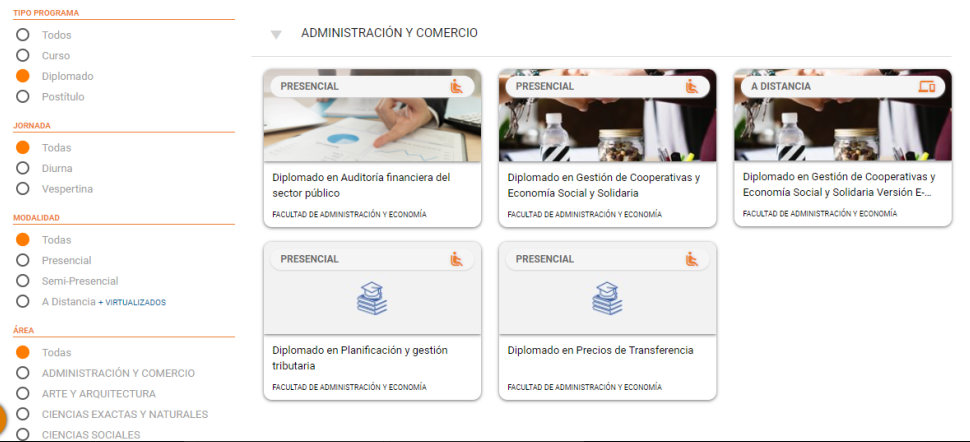 TIPO PROGRAMA
Todos
Curso
Diplomado
Postítulo
JORNADA
Todas
Diurna
Vespertina
MODALIDAD
Todas
Presencial
Semi-Presencial
A Distancia + VIRTUALIZADOS
ÁREA
Todas
ADMINISTRACIÓN Y COMERCIO
ARTE Y ARQUITECTURA
CIENCIAS EXACTAS Y NATURALES
CIENCIAS SOCIALES
ADMINISTRACIÓN Y COMERCIO
PRESENCIAL
Diplomado en Auditoría financiera del
sector público
FACULTAD DE ADMINISTRACIÓN Y ECONOMÍA
PRESENCIAL
Diplomado en Gestión de Cooperativas y
Economía Social y Solidaria
FACULTAD DE ADMINISTRACIÓN Y ECONOMÍA
A DISTANCIA
Diplomado en Gestión de Cooperativas y
Economía Social y Solidaria Versión E-...
FACULTAD DE ADMINISTRACIÓN Y ECONOMÍA
PRESENCIAL
Diplomado en Planificación y gestión
tributaria
FACULTAD DE ADMINISTRACIÓN Y ECONOMÍA
PRESENCIAL
Diplomado en Precios de Transferencia
FACULTAD DE ADMINISTRACIÓN Y ECONOMÍA